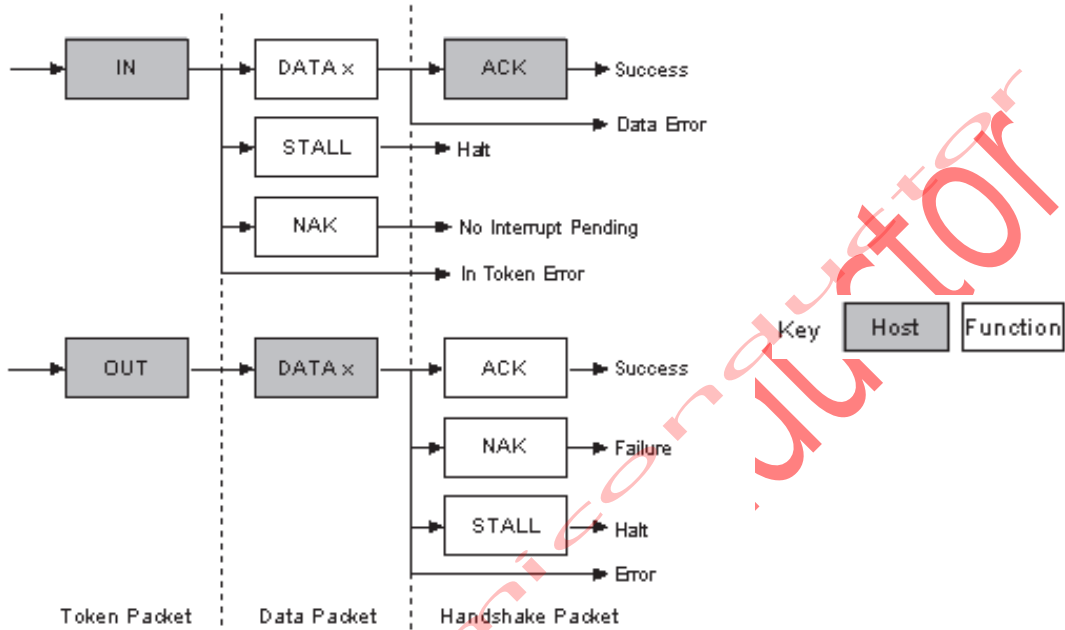 IN DATA x ACK Success
Data Error
STALL Halt
NAK No Interrupt Pending
In Token Error
Key Host Function
OUT DATA x ACK Success
NAK Failure
STALL Halt
Error
Token Packet Data Packet Handshake Packet